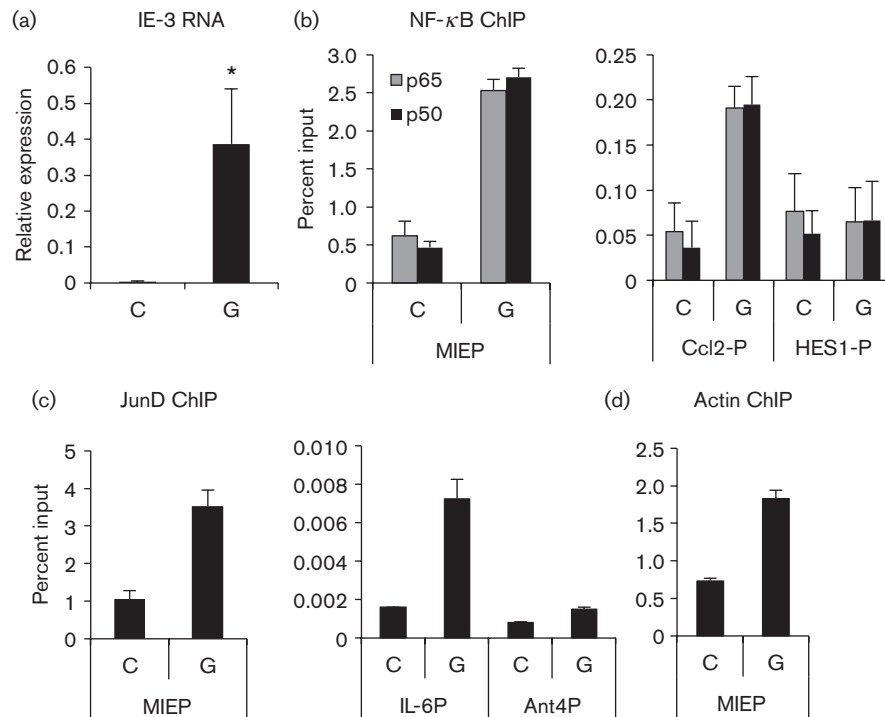 (a) IE-3 RNA
Relative expression
0.6
0.5
0.4
0.3
0.2
0.1
0
*
C G
(b) NF-κB ChIP
Percent input
3.0
2.5
2.0
1.5
1.0
0.5
0
p65
p50
C G
MIEP
0.25
0.20
0.15
0.10
0.05
0
C G C G
Ccl2-P HES1-P
(c) JunD ChIP
Percent input
5
4
3
2
1
0
C G
MIEP
0.010
0.008
0.006
0.004
0.002
0
C G C G
IL-6P Ant4P
(d) Actin ChIP
2.5
2.0
1.5
1.0
0.5
0
C G
MIEP